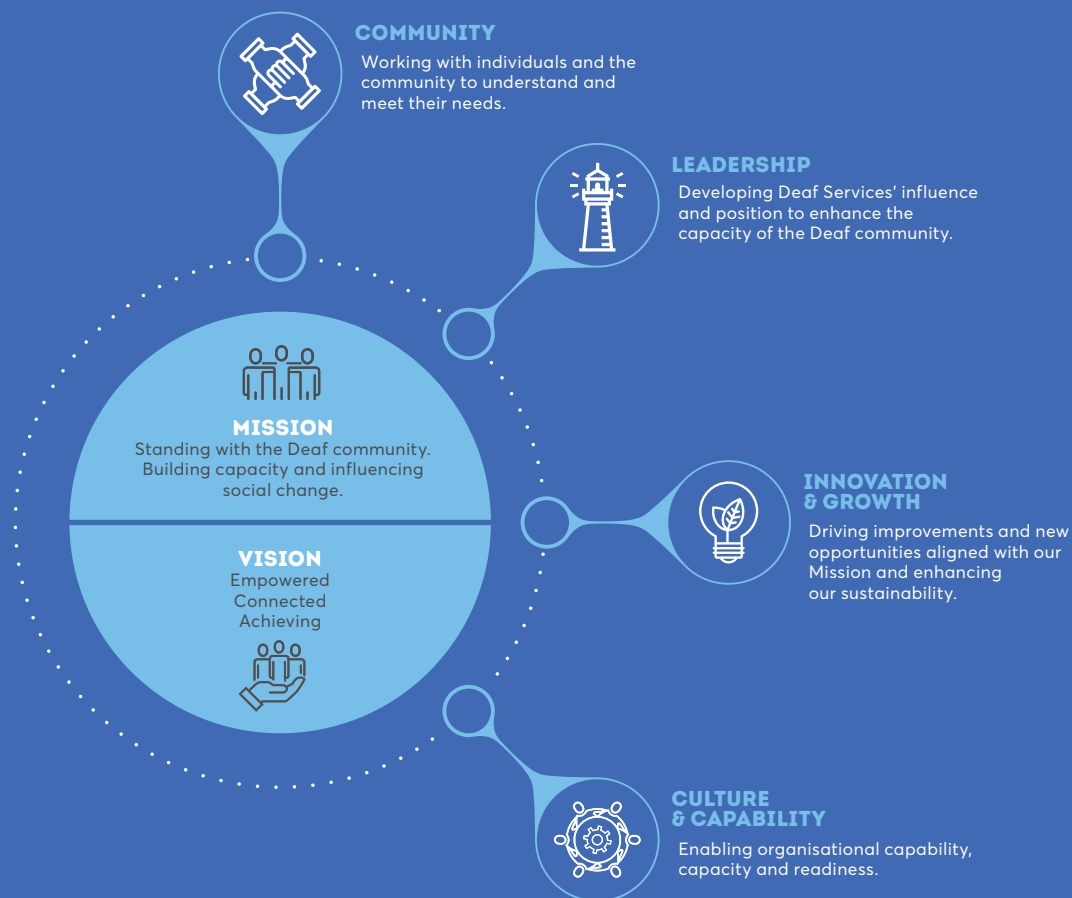 COMMUNITY
Working with individuals and the
community to understand and
meet their needs.
LEADERSHIP
Developing Deaf Services' influence
and position to enhance the
capacity of the Deaf community.
MISSION
Standing with the Deaf community.
Building capacity and influencing
social change.
VISION
Empowered
Connected
Achieving
INNOVATION
& GROWTH
Driving improvements and new
opportunities aligned with our
Mission and enhancing
our sustainability.
CULTURE
& CAPABILITY
Enabling organisational capability,
capacity and readiness.